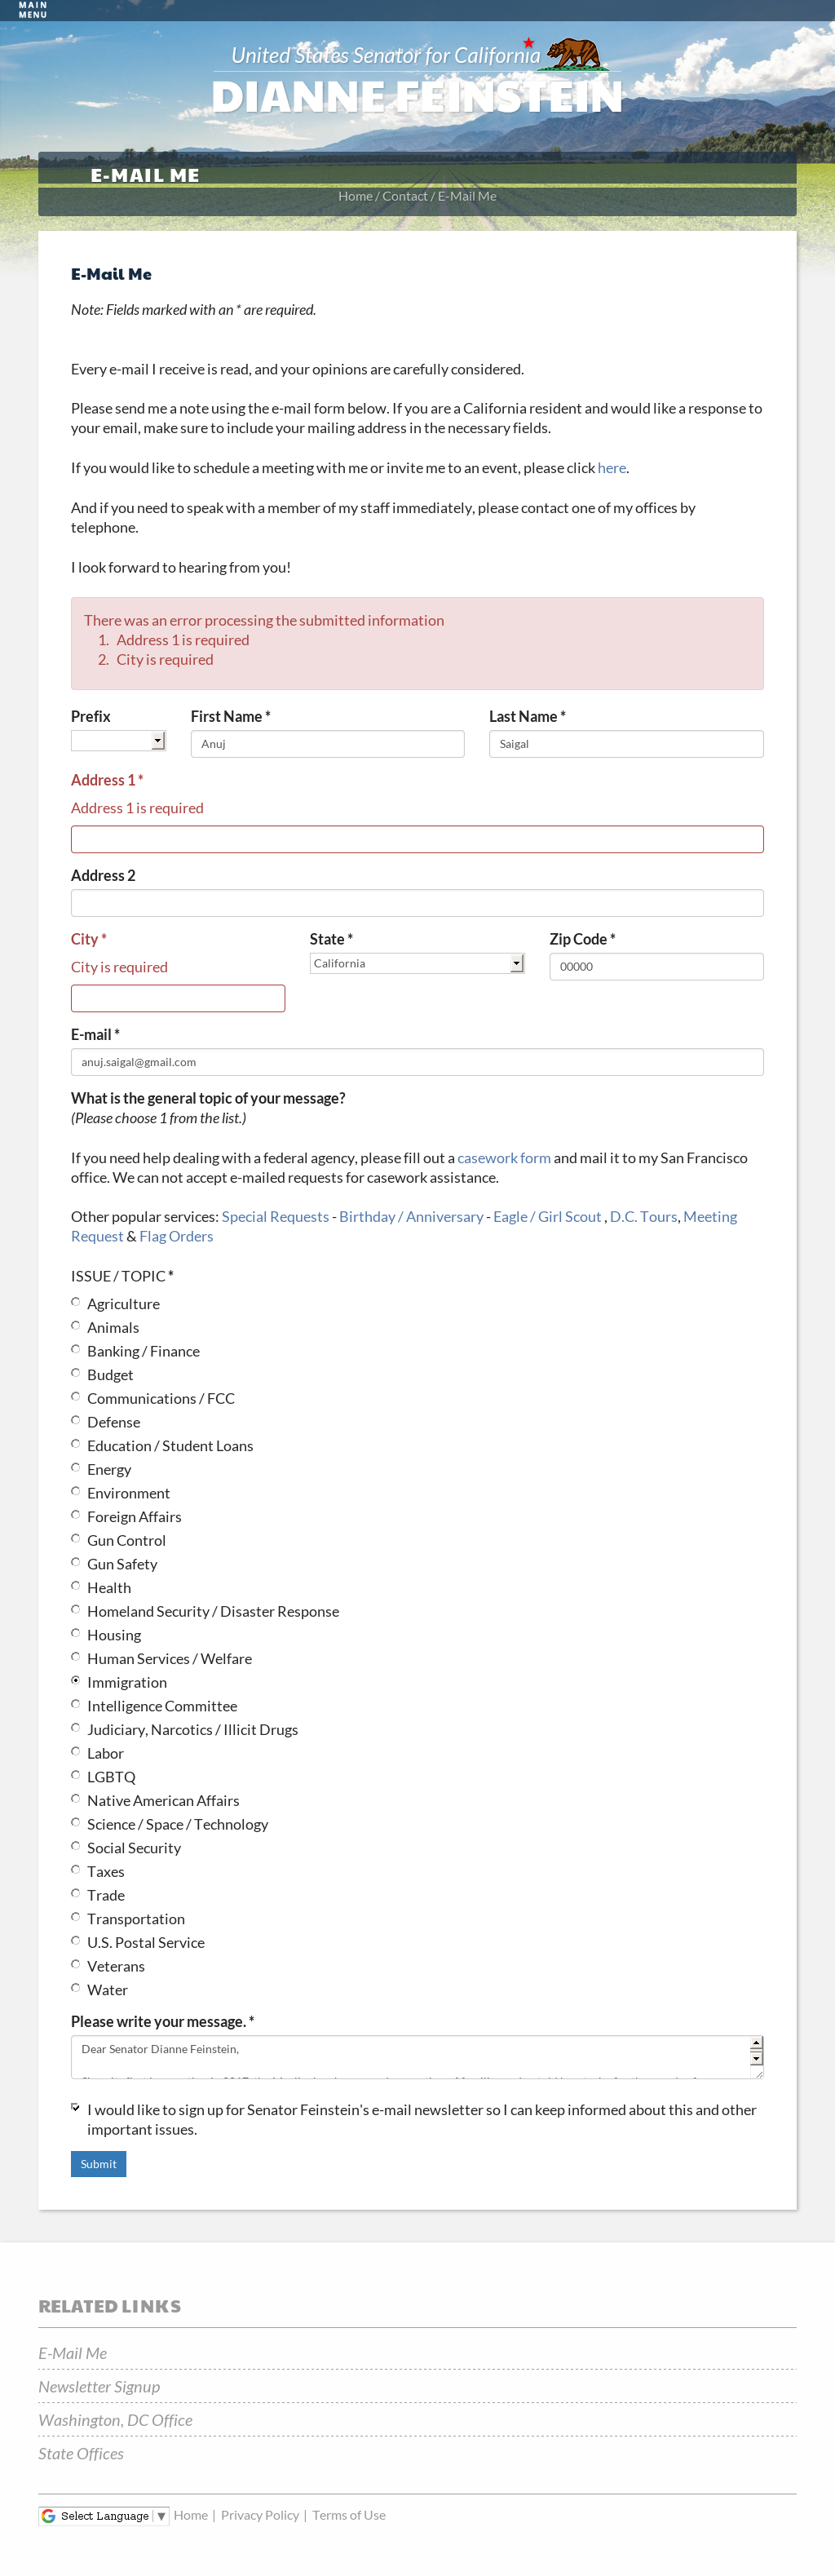 MAIN
MENU
United States Senator for California
DIANNE FEINSTEIN
E-MAIL ME
Home / Contact / E-Mail Me
E-Mail Me
Note: Fields marked with an * are required.
Every e-mail I receive is read, and your opinions are carefully considered.
Please send me a note using the e-mail form below. If you are a California resident and would like a response to
your email, make sure to include your mailing address in the necessary fields.
If you would like to schedule a meeting with me or invite me to an event, please click here.
And if you need to speak with a member of my staff immediately, please contact one of my offices by
telephone.
I look forward to hearing from you!
There was an error processing the submitted information
1. Address 1 is required
2. City is required
Prefix First Name * Last Name *
Anuj Saigal
Address 1 *
Address 1 is required
Address 2
City * State * Zip Code *
City is required California 00000
E-mail *
anuj.saigal@gmail.com
What is the general topic of your message?
(Please choose 1 from the list.)
If you need help dealing with a federal agency, please fill out a casework form and mail it to my San Francisco
office. We can not accept e-mailed requests for casework assistance.
Other popular services: Special Requests - Birthday / Anniversary - Eagle / Girl Scout , D.C. Tours, Meeting
Request & Flag Orders
ISSUE / TOPIC *
Agriculture
Animals
Banking / Finance
Budget
Communications / FCC
Defense
Education / Student Loans
Energy
Environment
Foreign Affairs
Gun Control
Gun Safety
Health
Homeland Security / Disaster Response
Housing
Human Services / Welfare
Immigration
Intelligence Committee
Judiciary, Narcotics / Illicit Drugs
Labor
LGBTQ
Native American Affairs
Science / Space / Technology
Social Security
Taxes
Trade
Transportation
U.S. Postal Service
Veterans
Water
Please write your message. *
Dear Senator Dianne Feinstein,
I would like to sign up for Senator Feinstein's e-mail newsletter so I can keep informed about this and other
important issues.
Submit
RELATED LINKS
E-Mail Me
Newsletter Signup
Washington, DC Office
State Offices
Select Language ▼ Home | Privacy Policy | Terms of Use